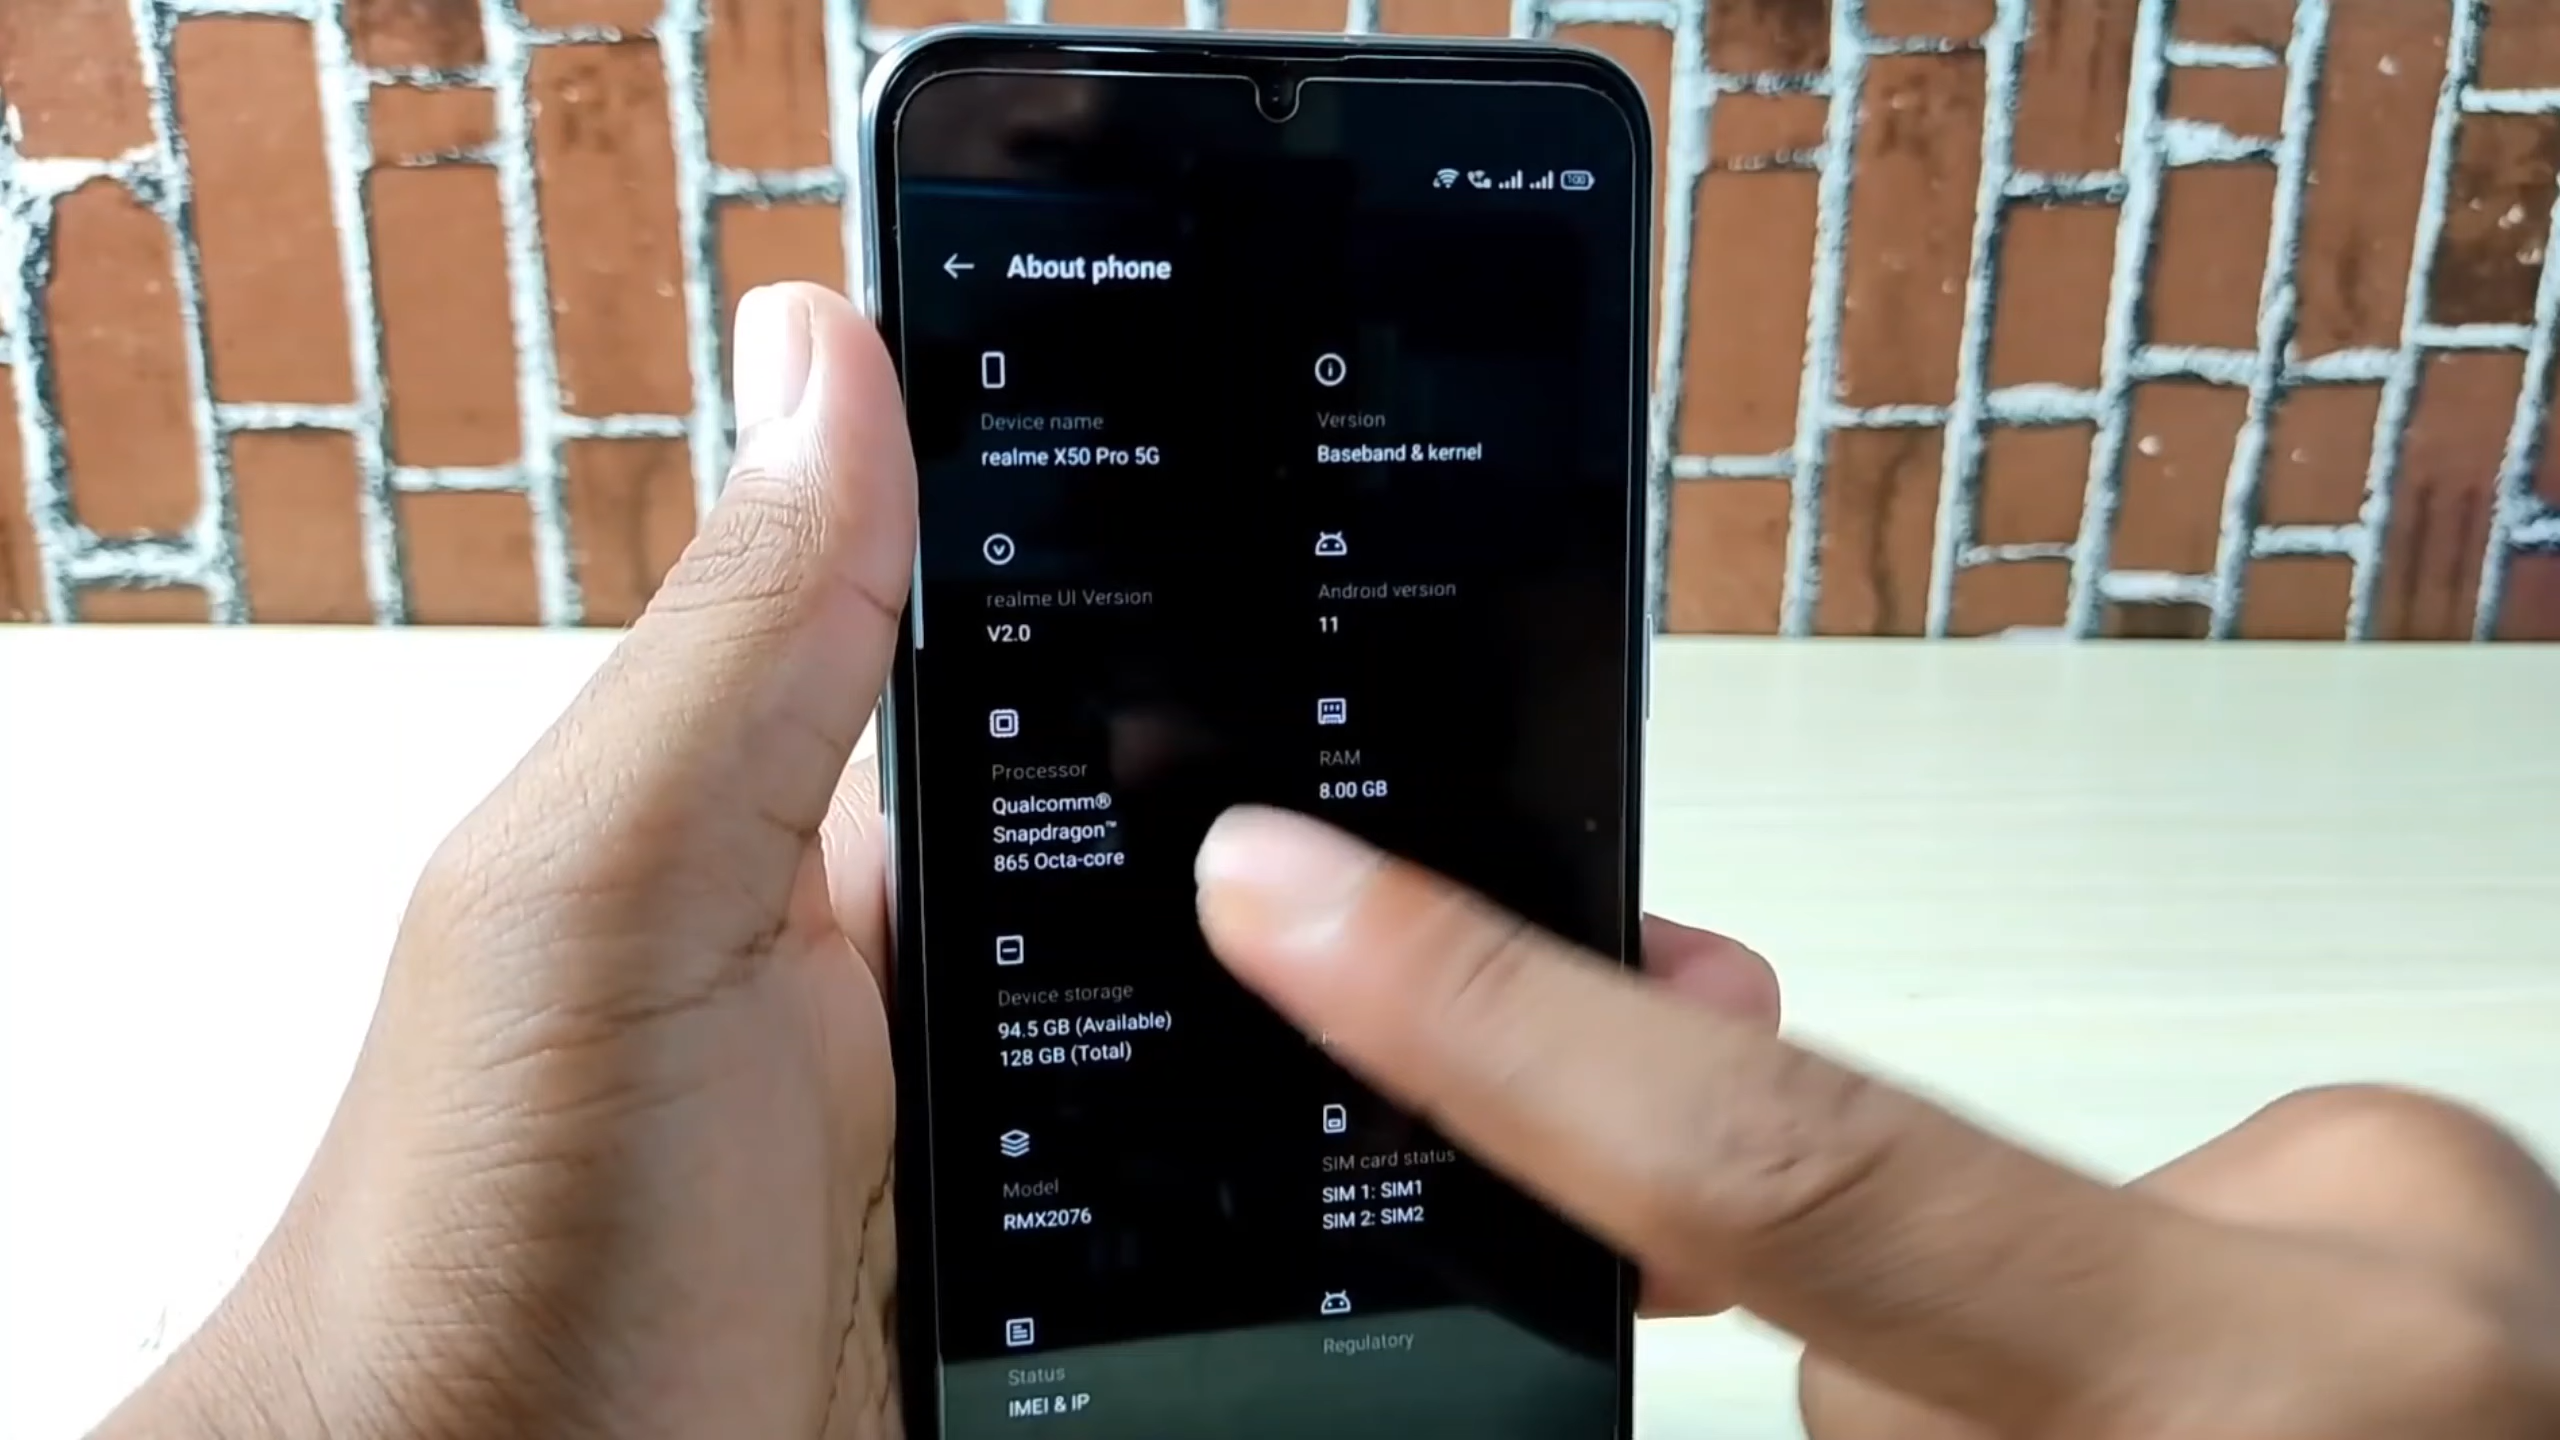 100
About phone
Device name
realme X50 Pro 5G
Version
Baseband & kernel
realme UI Version
V2.0
Android version
11
Processor
Qualcomm®
Snapdragon™
865 Octa-core
RAM
8.00 GB
Device storage
94.5 GB (Available)
128 GB (Total)
Model
RMX2076
SIM card status
SIM 1: SIM1
SIM 2: SIM2
Status
IMEI & IP
Regulatory